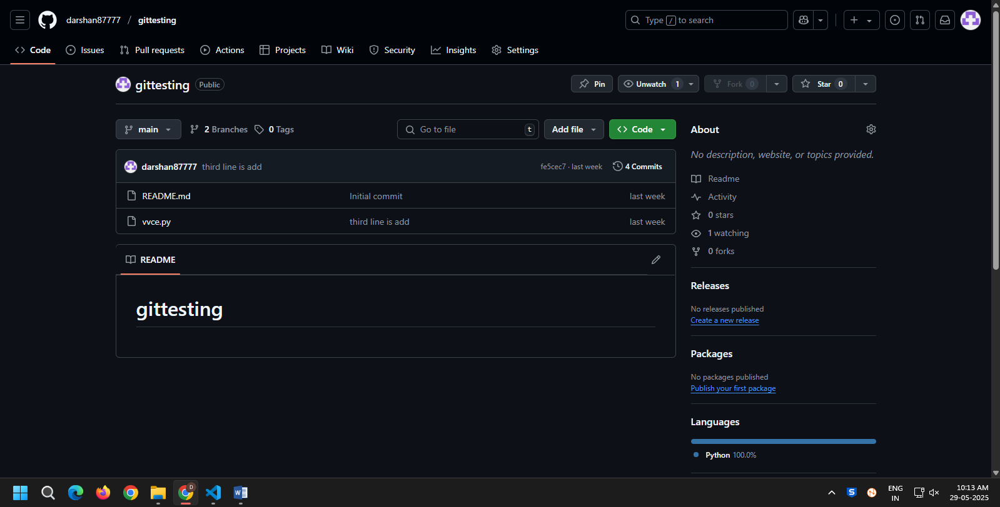 darshan87777 / gittesting
Type / to search
Code Issues Pull requests Actions Projects Wiki Security Insights Settings
gittesting Public
Pin Unwatch 1 Fork 0 Star 0
main 2 Branches 0 Tags Go to file t Add file Code
darshan87777 third line is add fe5cec7 · last week 4 Commits
README.md Initial commit last week
vvce.py third line is add last week
README
gittesting
About
No description, website, or topics provided.
Readme
Activity
0 stars
1 watching
0 forks
Releases
No releases published
Create a new release
Packages
No packages published
Publish your first package
Languages
Python 100.0%
D
W
S
ENG
IN
10:13 AM
29-05-2025